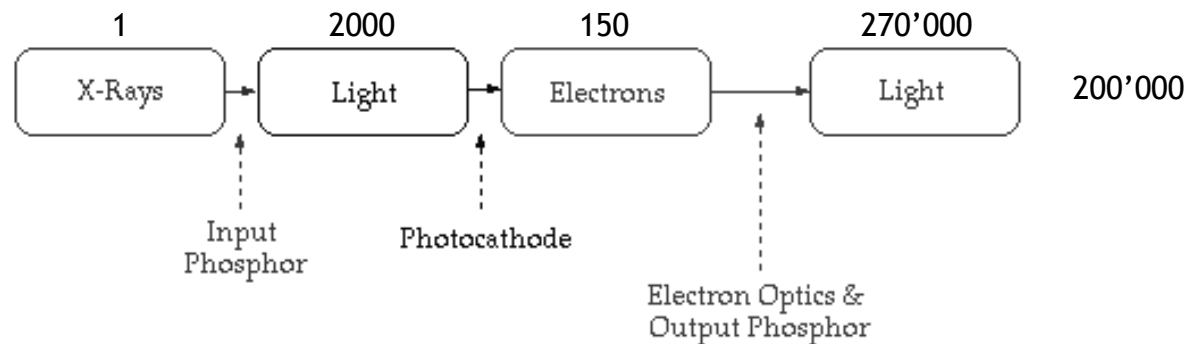 1
2000
150
270’000
X-Rays
Light
Electrons
Light
200’000
Input
Phosphor
Photocathode
Electron Optics &
Output Phosphor